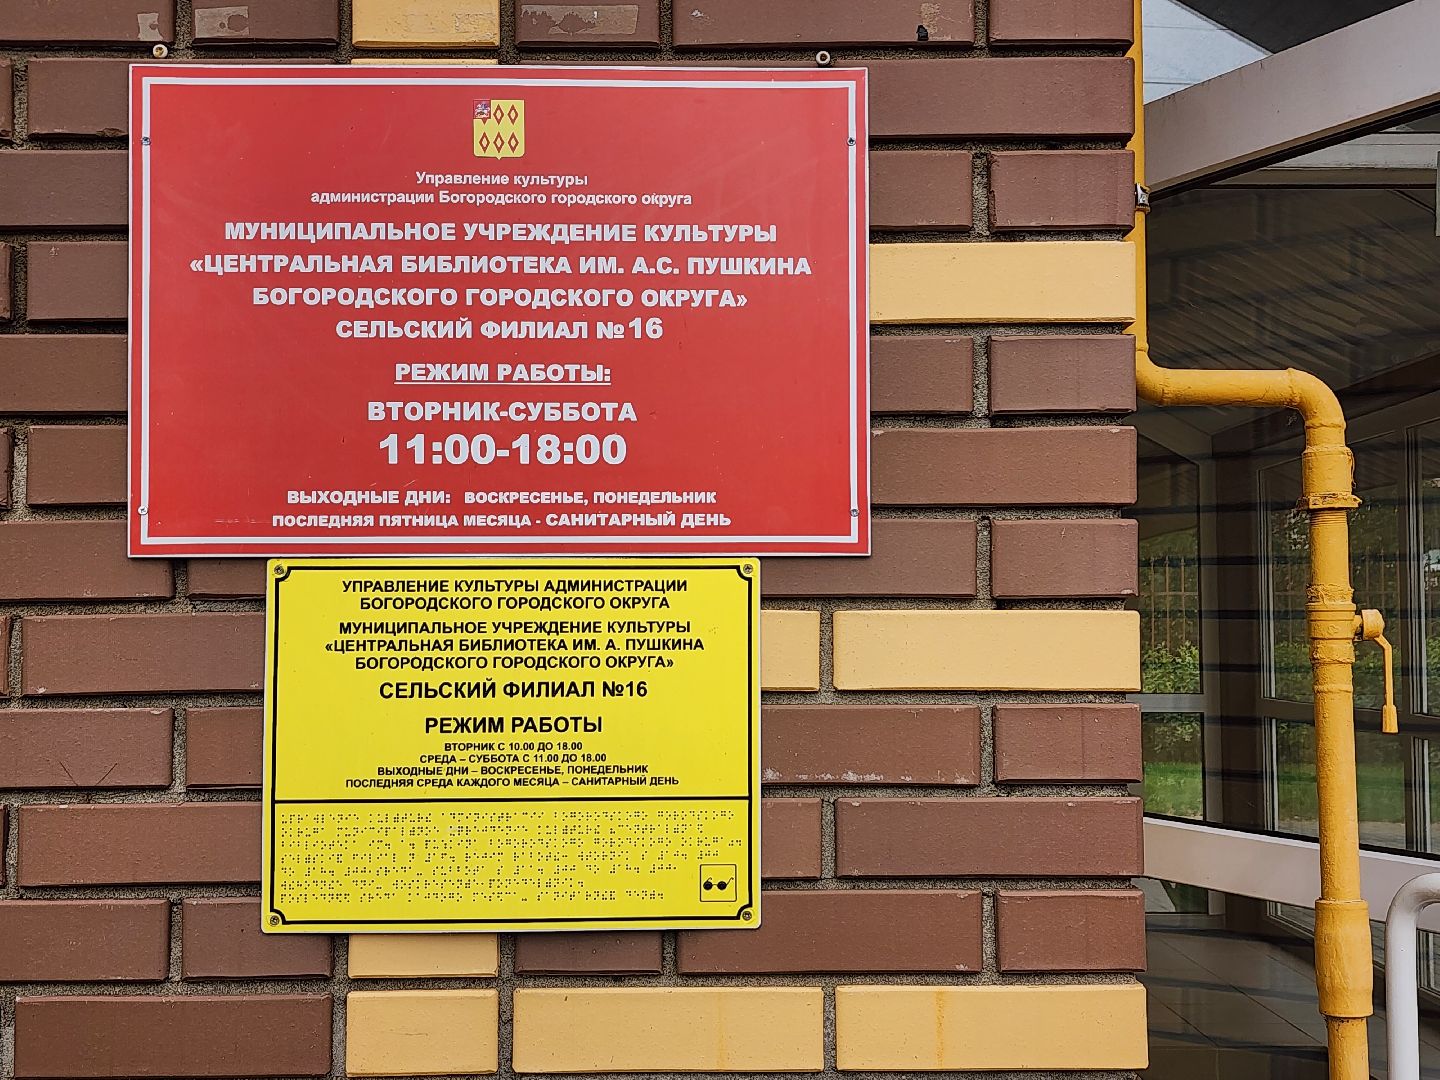 Управление культуры
администрации Богородского городского округа
МУНИЦИПАЛЬНОЕ УЧРЕЖДЕНИЕ КУЛЬТУРЫ
«ЦЕНТРАЛЬНАЯ БИБЛИОТЕКА ИМ. А.С. ПУШКИНА
БОГОРОДСКОГО ГОРОДСКОГО ОКРУГА»
СЕЛЬСКИЙ ФИЛИАЛ №16
РЕЖИМ РАБОТЫ:
ВТОРНИК-СУББОТА
11:00-18:00
ВЫХОДНЫЕ ДНИ: ВОСКРЕСЕНЬЕ, ПОНЕДЕЛЬНИК
ПОСЛЕДНЯЯ ПЯТНИЦА МЕСЯЦА - САНИТАРНЫЙ ДЕНЬ
УПРАВЛЕНИЕ КУЛЬТУРЫ АДМИНИСТРАЦИИ
БОГОРОДСКОГО ГОРОДСКОГО ОКРУГА
МУНИЦИПАЛЬНОЕ УЧРЕЖДЕНИЕ КУЛЬТУРЫ
«ЦЕНТРАЛЬНАЯ БИБЛИОТЕКА ИМ. А. ПУШКИНА
БОГОРОДСКОГО ГОРОДСКОГО ОКРУГА»
СЕЛЬСКИЙ ФИЛИАЛ №16
РЕЖИМ РАБОТЫ
ВТОРНИК С 10.00 ДО 18.00
СРЕДА – СУББОТА С 11.00 ДО 18.00
ВЫХОДНЫЕ ДНИ – ВОСКРЕСЕНЬЕ, ПОНЕДЕЛЬНИК
ПОСЛЕДНЯЯ СРЕДА КАЖДОГО МЕСЯЦА – САНИТАРНЫЙ ДЕНЬ